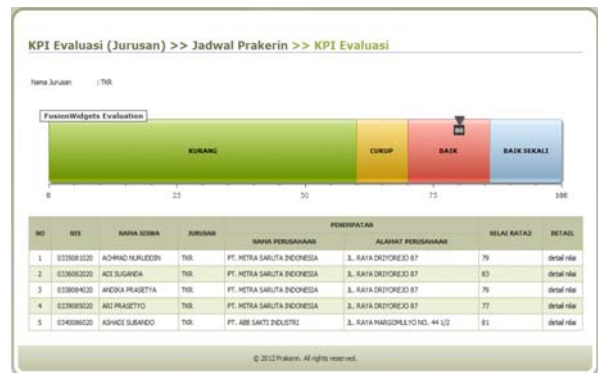 KPI Evaluasi (Jurusan) >> Jadwal Prakerin >> KPI Evaluasi
Nama Jurusan : TKR
FusionWidgets Evaluation
80
KURANG CUKUP BAIK BAIK SEKALI
0 25 50 75 100
NO NIS NAMA SISWA JURUSAN PENEMPATAN NILAI RATA2 DETAIL
NAMA PERUSAHAAN ALAMAT PERUSAHAAN
1 0335081020 ACHMAD NURUDDIN TKR PT. MITRA SARUTA INDONESIA JL. RAYA DRIYOREJO 87 79 detail nilai
2 0336082020 ADI SUGANDA TKR PT. MITRA SARUTA INDONESIA JL. RAYA DRIYOREJO 87 83 detail nilai
3 0338084020 ANDIKA PRASETYA TKR PT. MITRA SARUTA INDONESIA JL. RAYA DRIYOREJO 87 79 detail nilai
4 0339085020 ARI PRASETYO TKR PT. MITRA SARUTA INDONESIA JL. RAYA DRIYOREJO 87 77 detail nilai
5 0340086020 ASHADI SUBANDO TKR PT. ABB SAKTI INDUSTRI JL. RAYA MARGOMULYO NO. 44 1/2 81 detail nilai
© 2012 Prakerin. All rights reserved.